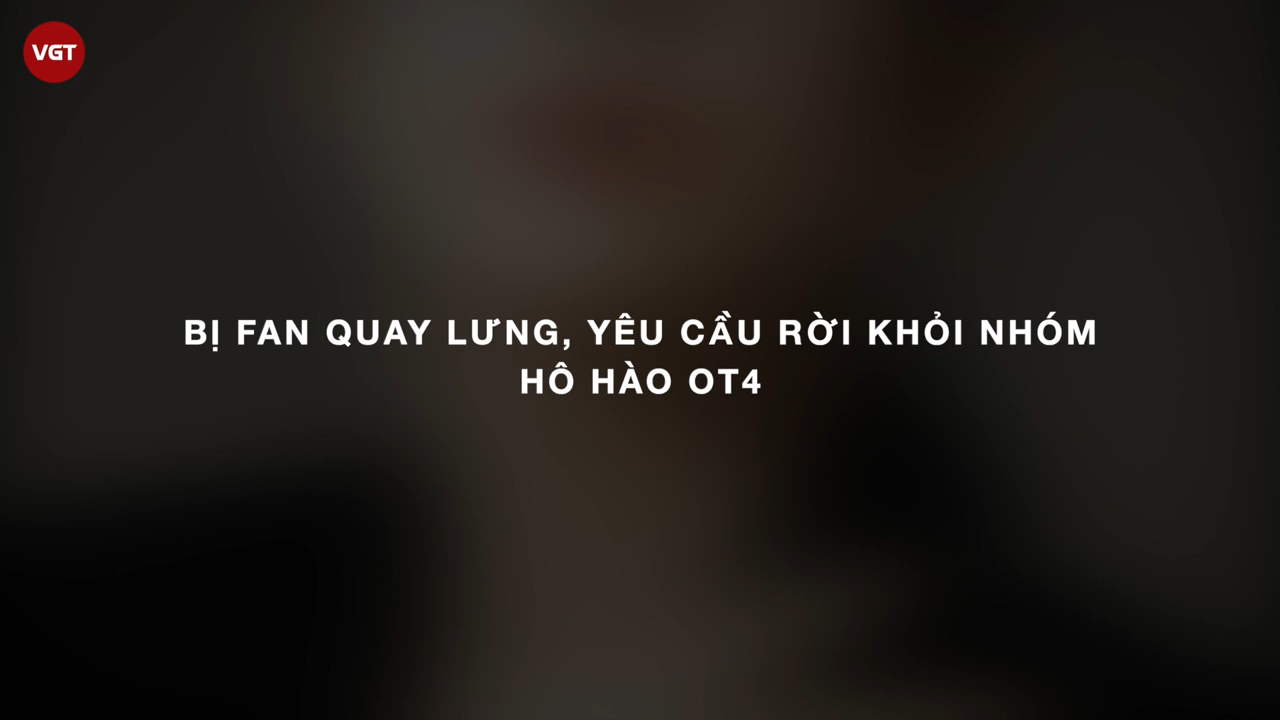 VGT
BỊ FAN QUAY LƯNG, YÊU CẦU RỜI KHỎI NHÓM
HÔ HÀO OT4